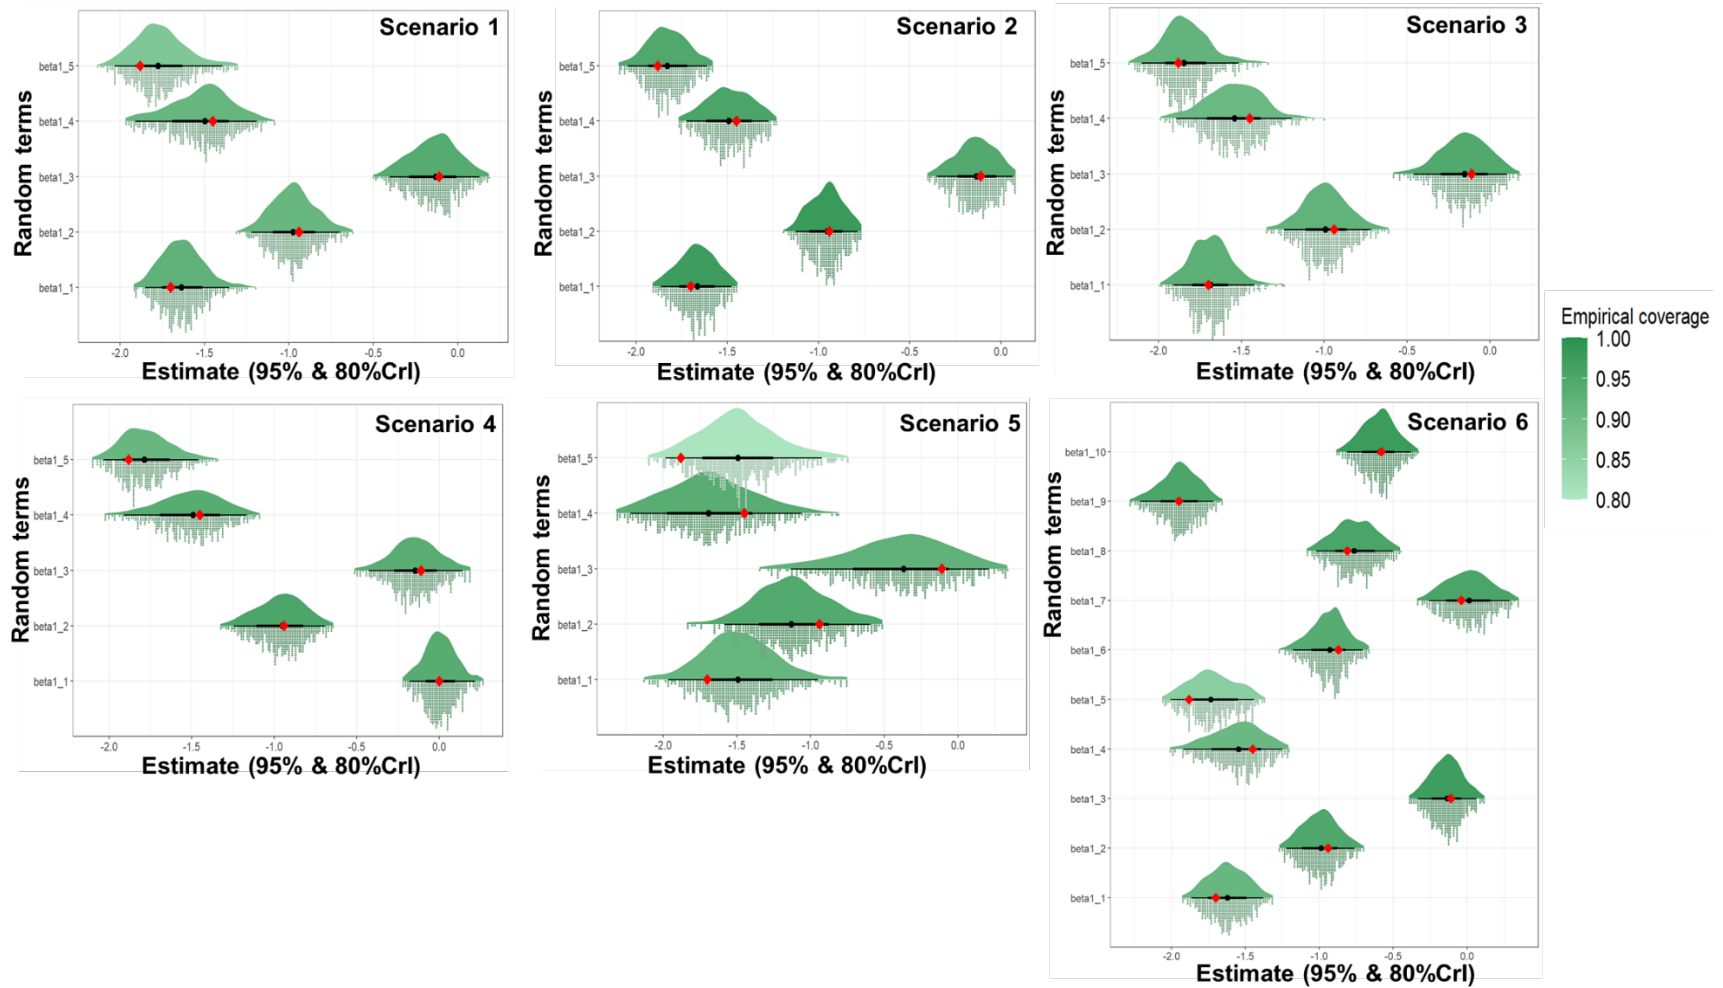 Scenario 1
Random terms
beta1_5
beta1_4
beta1_3
beta1_2
beta1_1
-2.0 -1.5 -1.0 -0.5 0.0
Estimate (95% & 80%CrI)
Scenario 2
Random terms
beta1_5
beta1_4
beta1_3
beta1_2
beta1_1
-2.0 -1.5 -1.0 -0.5 0.0
Estimate (95% & 80%CrI)
Scenario 3
Random terms
beta1_5
beta1_4
beta1_3
beta1_2
beta1_1
-2.0 -1.5 -1.0 -0.5 0.0
Estimate (95% & 80%CrI)
Empirical coverage
1.00
0.95
0.90
0.85
0.80
Scenario 4
Random terms
beta1_5
beta1_4
beta1_3
beta1_2
beta1_1
-2.0 -1.5 -1.0 -0.5 0.0
Estimate (95% & 80%CrI)
Scenario 5
Random terms
beta1_5
beta1_4
beta1_3
beta1_2
beta1_1
-2.0 -1.5 -1.0 -0.5 0.0
Estimate (95% & 80%CrI)
Scenario 6
Random terms
beta1_10
beta1_9
beta1_8
beta1_7
beta1_6
beta1_5
beta1_4
beta1_3
beta1_2
beta1_1
-2.0 -1.5 -1.0 -0.5 0.0
Estimate (95% & 80%CrI)